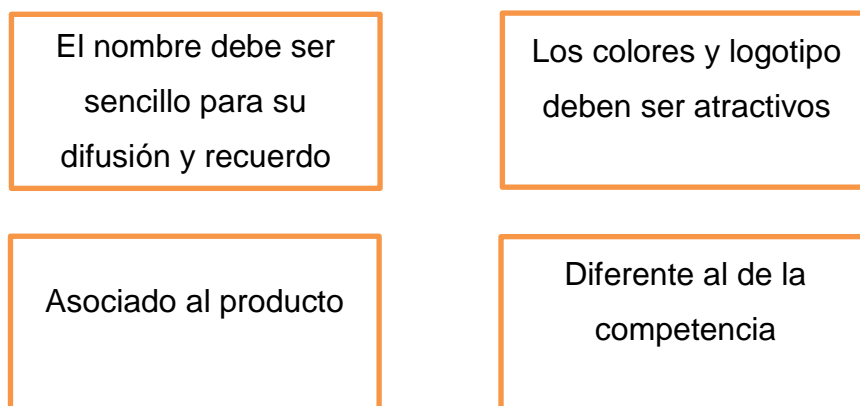 El nombre debe ser
sencillo para su
difusión y recuerdo
Los colores y logotipo
deben ser atractivos
Asociado al producto
Diferente al de la
competencia